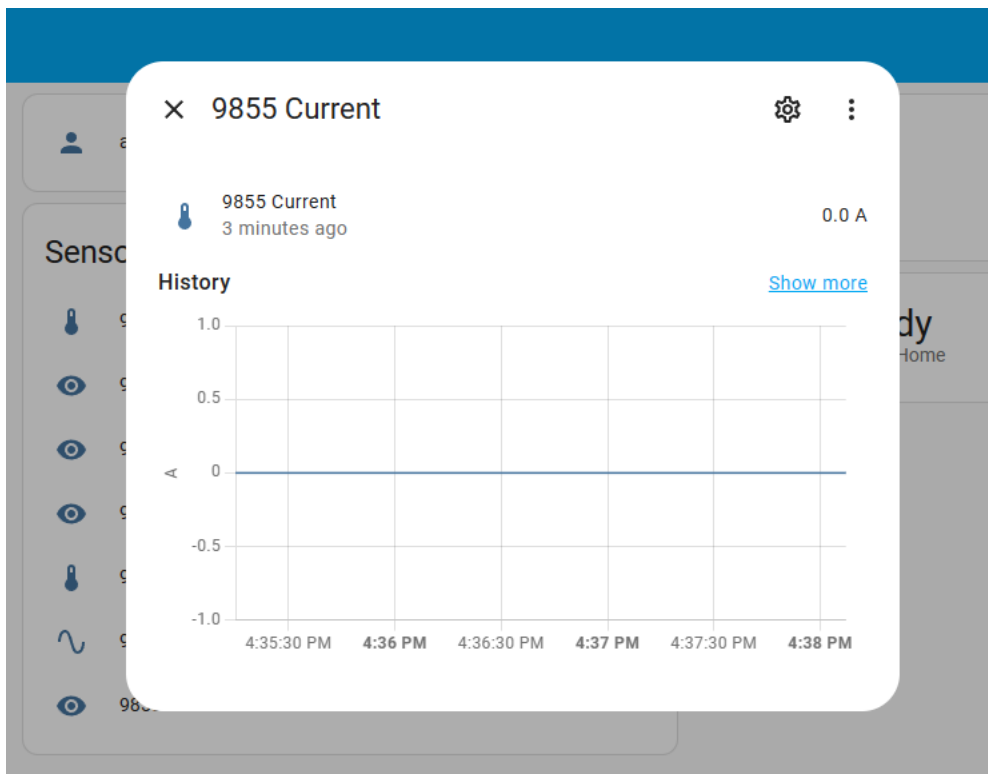 9855 Current
9855 Current
3 minutes ago
0.0 A
History
Show more
1.0
0.5
0
-0.5
-1.0
A
4:35:30 PM
4:36 PM
4:36:30 PM
4:37 PM
4:37:30 PM
4:38 PM